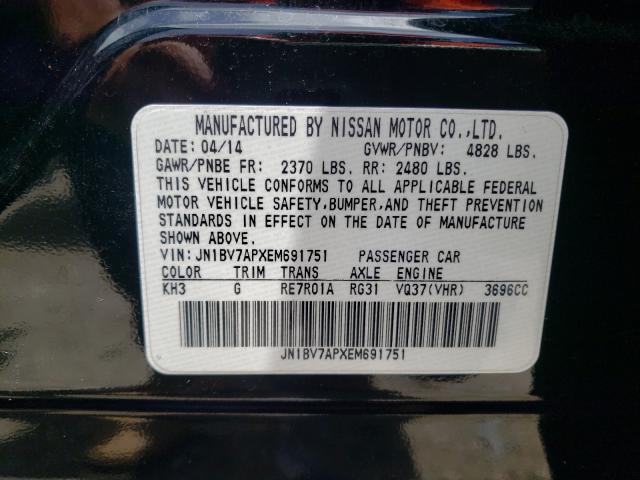 MANUFACTURED BY NISSAN MOTOR CO.,LTD.
DATE: 04/14 GVWR/PNBV: 4828 LBS.
GAWR/PNBE FR: 2370 LBS. RR: 2480 LBS.
THIS VEHICLE CONFORMS TO ALL APPLICABLE FEDERAL
MOTOR VEHICLE SAFETY,BUMPER,AND THEFT PREVENTION
STANDARDS IN EFFECT ON THE DATE OF MANUFACTURE
SHOWN ABOVE.
VIN: JN1BV7APXEM691751 PASSENGER CAR
COLOR TRIM TRANS AXLE ENGINE
KH3 G RE7R01A RG31 VQ37(VHR) 3696CC
JN1BV7APXEM691751